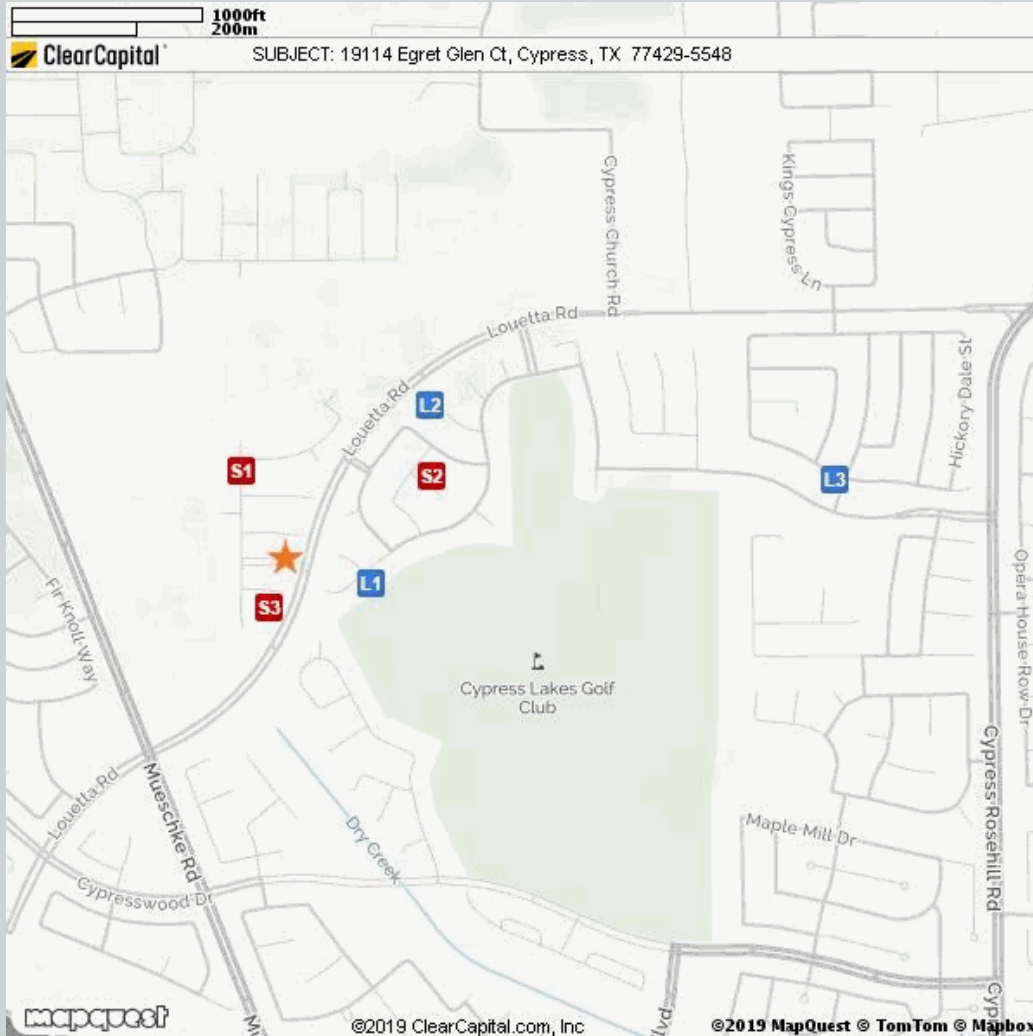 1000ft
200m
ClearCapital SUBJECT: 19114 Egret Glen Ct, Cypress, TX 77429-5548
Cypress Church Rd
Kings Cypress Ln
Louetta Rd
Hickory Date St
Louetta Rd
L2
S1
S2
L3
L1
S3
Fir Knoll Way
Opera House Row Dr
Cypress Lakes Golf
Club
Cypress Rosehill Rd
Louetta Rd
Mueschke Rd
Dry Creek
Maple Mill Dr
Cypresswood Dr
Blvd
Cyp
mapquest
©2019 ClearCapital.com, Inc
©2019 MapQuest © TomTom © Mapbox